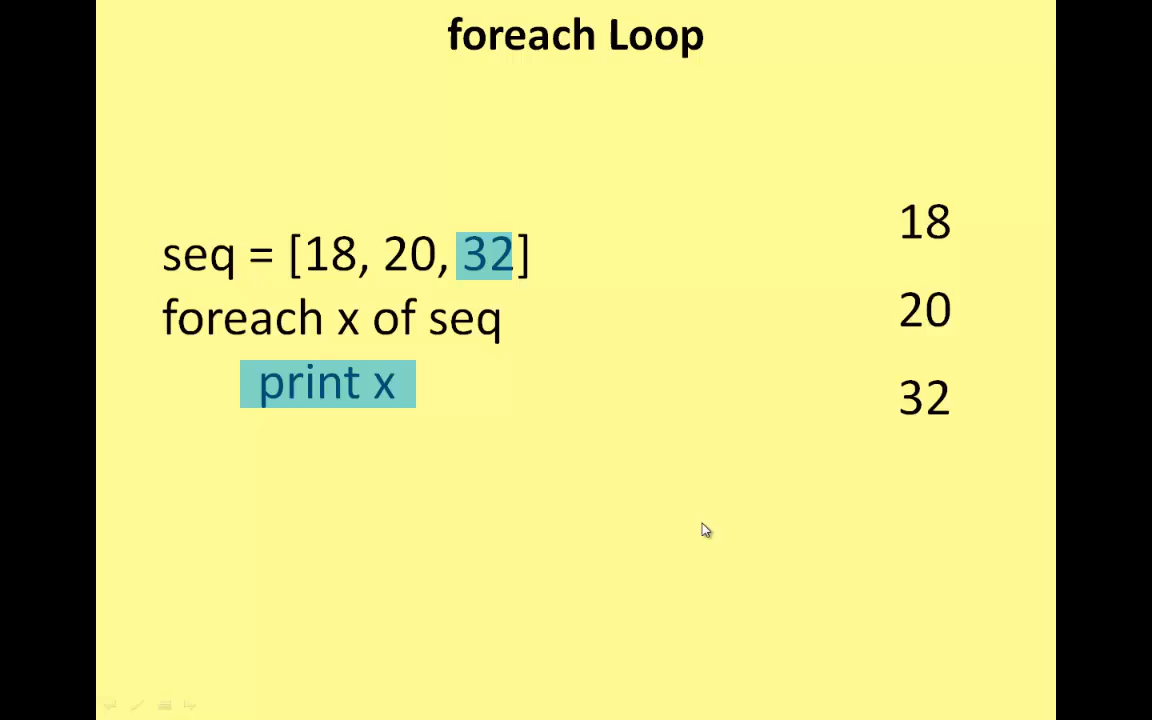 foreach Loop
seq = [18, 20, 32]
foreach x of seq
print x
18
20
32